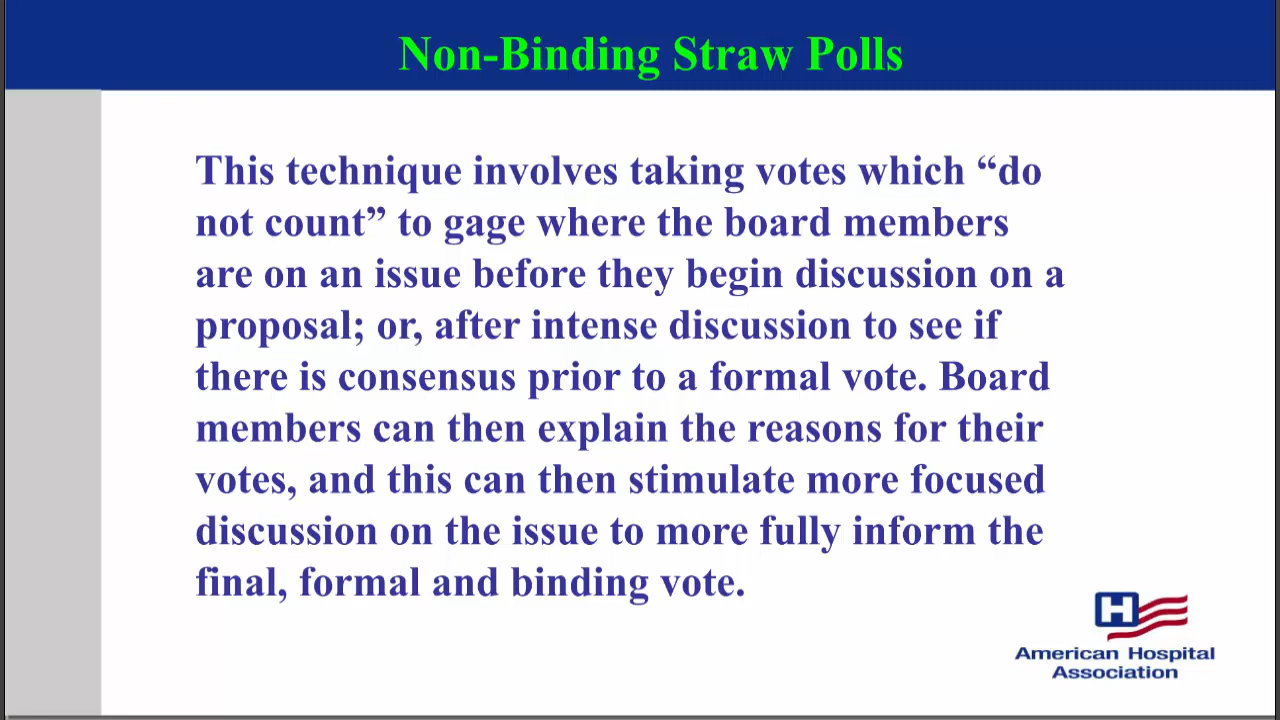 Non-Binding Straw Polls
This technique involves taking votes which “do
not count” to gage where the board members
are on an issue before they begin discussion on a
proposal; or, after intense discussion to see if
there is consensus prior to a formal vote. Board
members can then explain the reasons for their
votes, and this can then stimulate more focused
discussion on the issue to more fully inform the
final, formal and binding vote.
H
American Hospital
Association